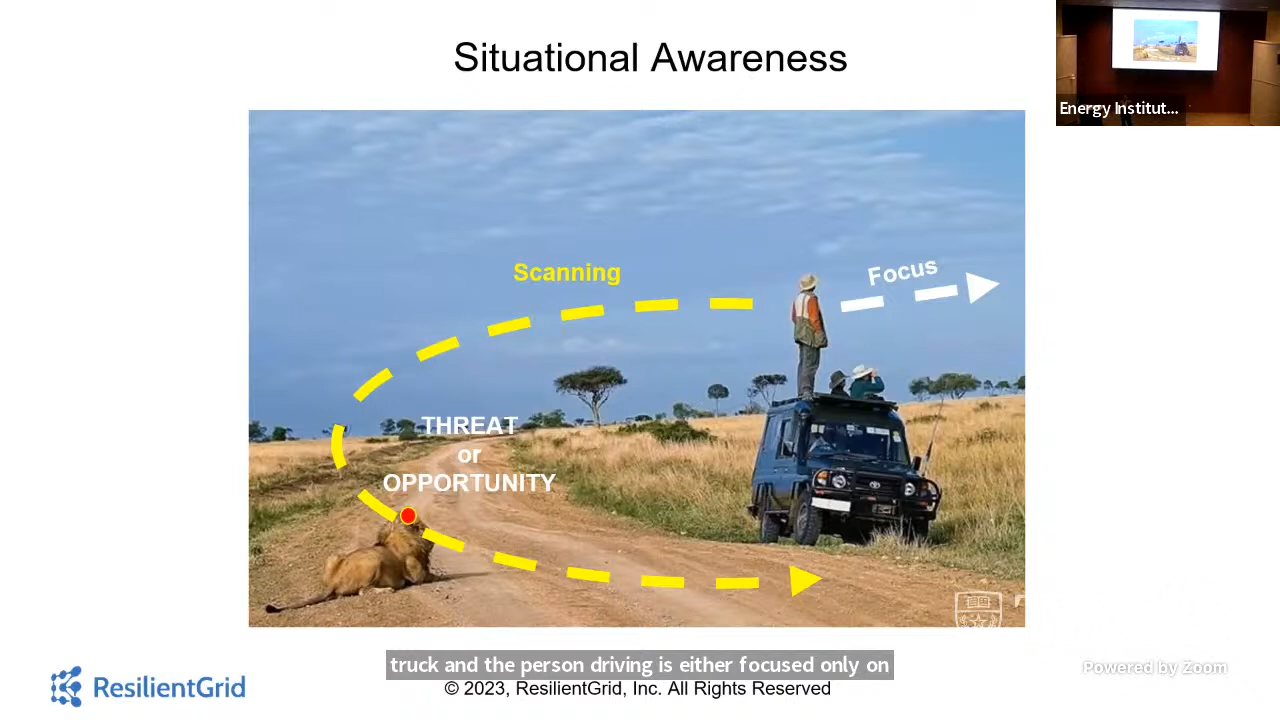 Situational Awareness
Energy Institut...
Scanning
Focus
THREAT
or
OPPORTUNITY
truck and the person driving is either focused only on
ResilientGrid
© 2023, ResilientGrid, Inc. All Rights Reserved
Powered by Zoom